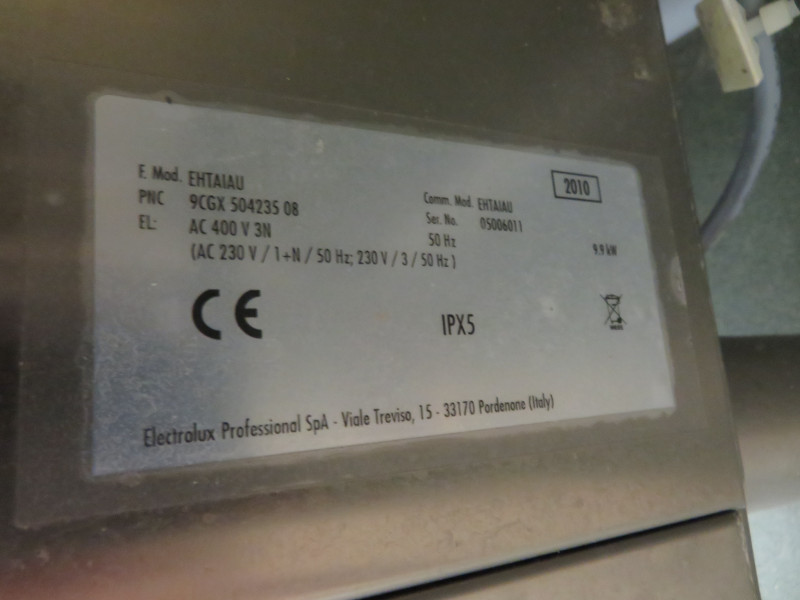 2010
F. Mod. EHTAIAU
Comm. Mod. EHTAIAU
PNC 9CGX 504235 08
Ser. No. 05006011
EL: AC 400 V 3N
50 Hz
9.9 kW
(AC 230 V / 1+N / 50 Hz; 230 V / 3 / 50 Hz )
CE
IPX5
Electrolux Professional SpA - Viale Treviso, 15 - 33170 Pordenone (Italy)